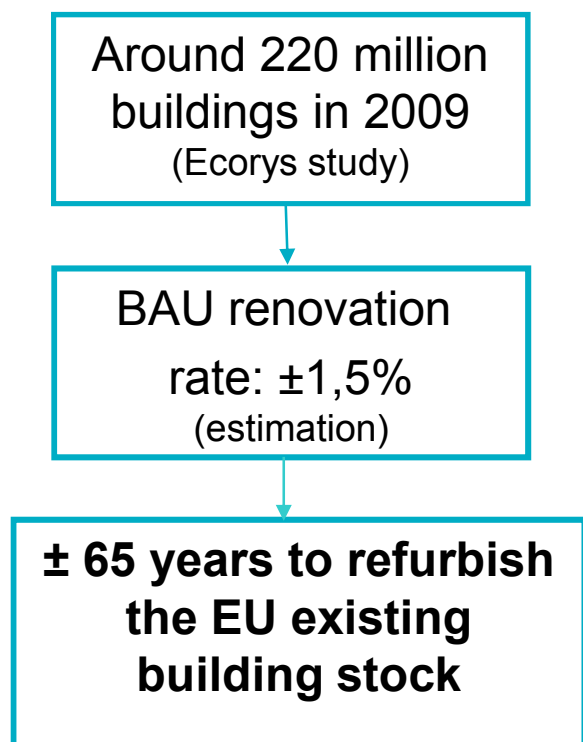 Around 220 million
buildings in 2009
(Ecorys study)
BAU renovation
rate: ±1,5%
(estimation)
± 65 years to refurbish
the EU existing
building stock